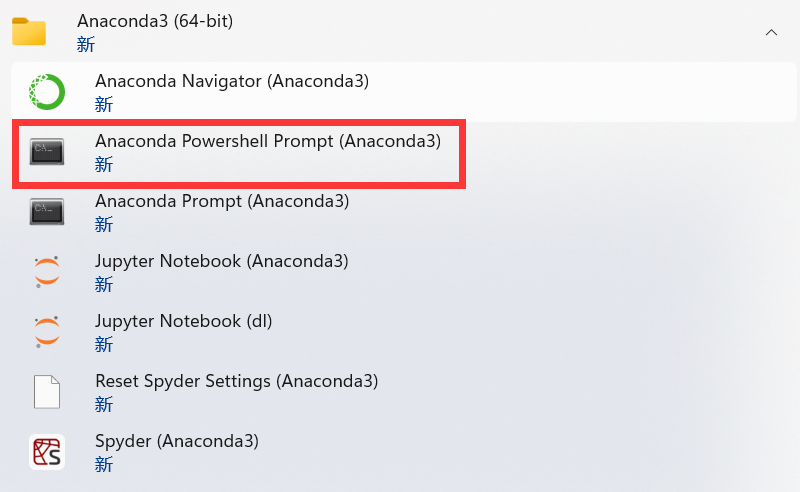 Anaconda3 (64-bit)
新
Anaconda Navigator (Anaconda3)
新
Anaconda Powershell Prompt (Anaconda3)
新
Anaconda Prompt (Anaconda3)
新
Jupyter Notebook (Anaconda3)
新
Jupyter Notebook (dl)
新
Reset Spyder Settings (Anaconda3)
新
Spyder (Anaconda3)
新